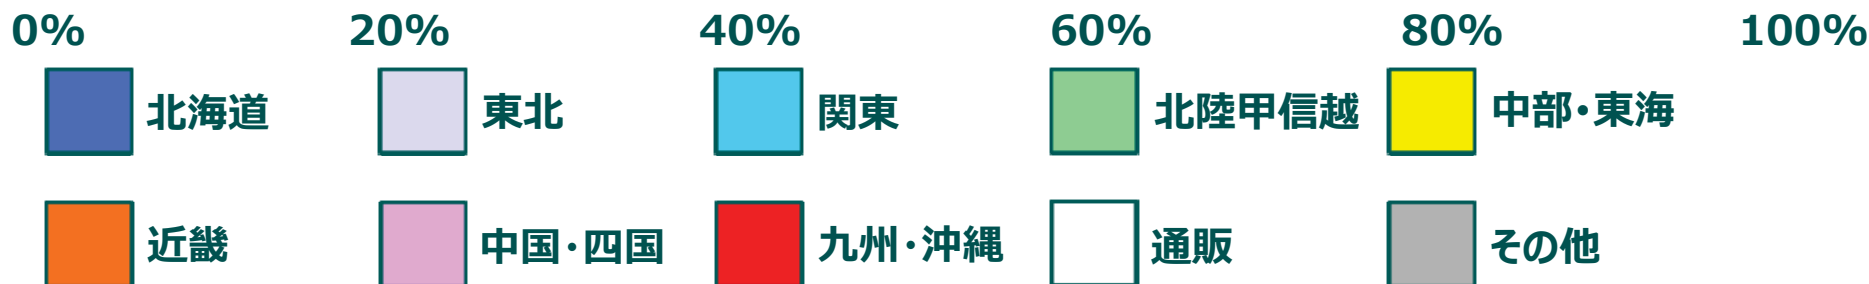 0% 20% 40% 60% 80% 100%
北海道 東北 関東 北陸甲信越 中部・東海
近畿 中国・四国 九州・沖縄 通販 その他